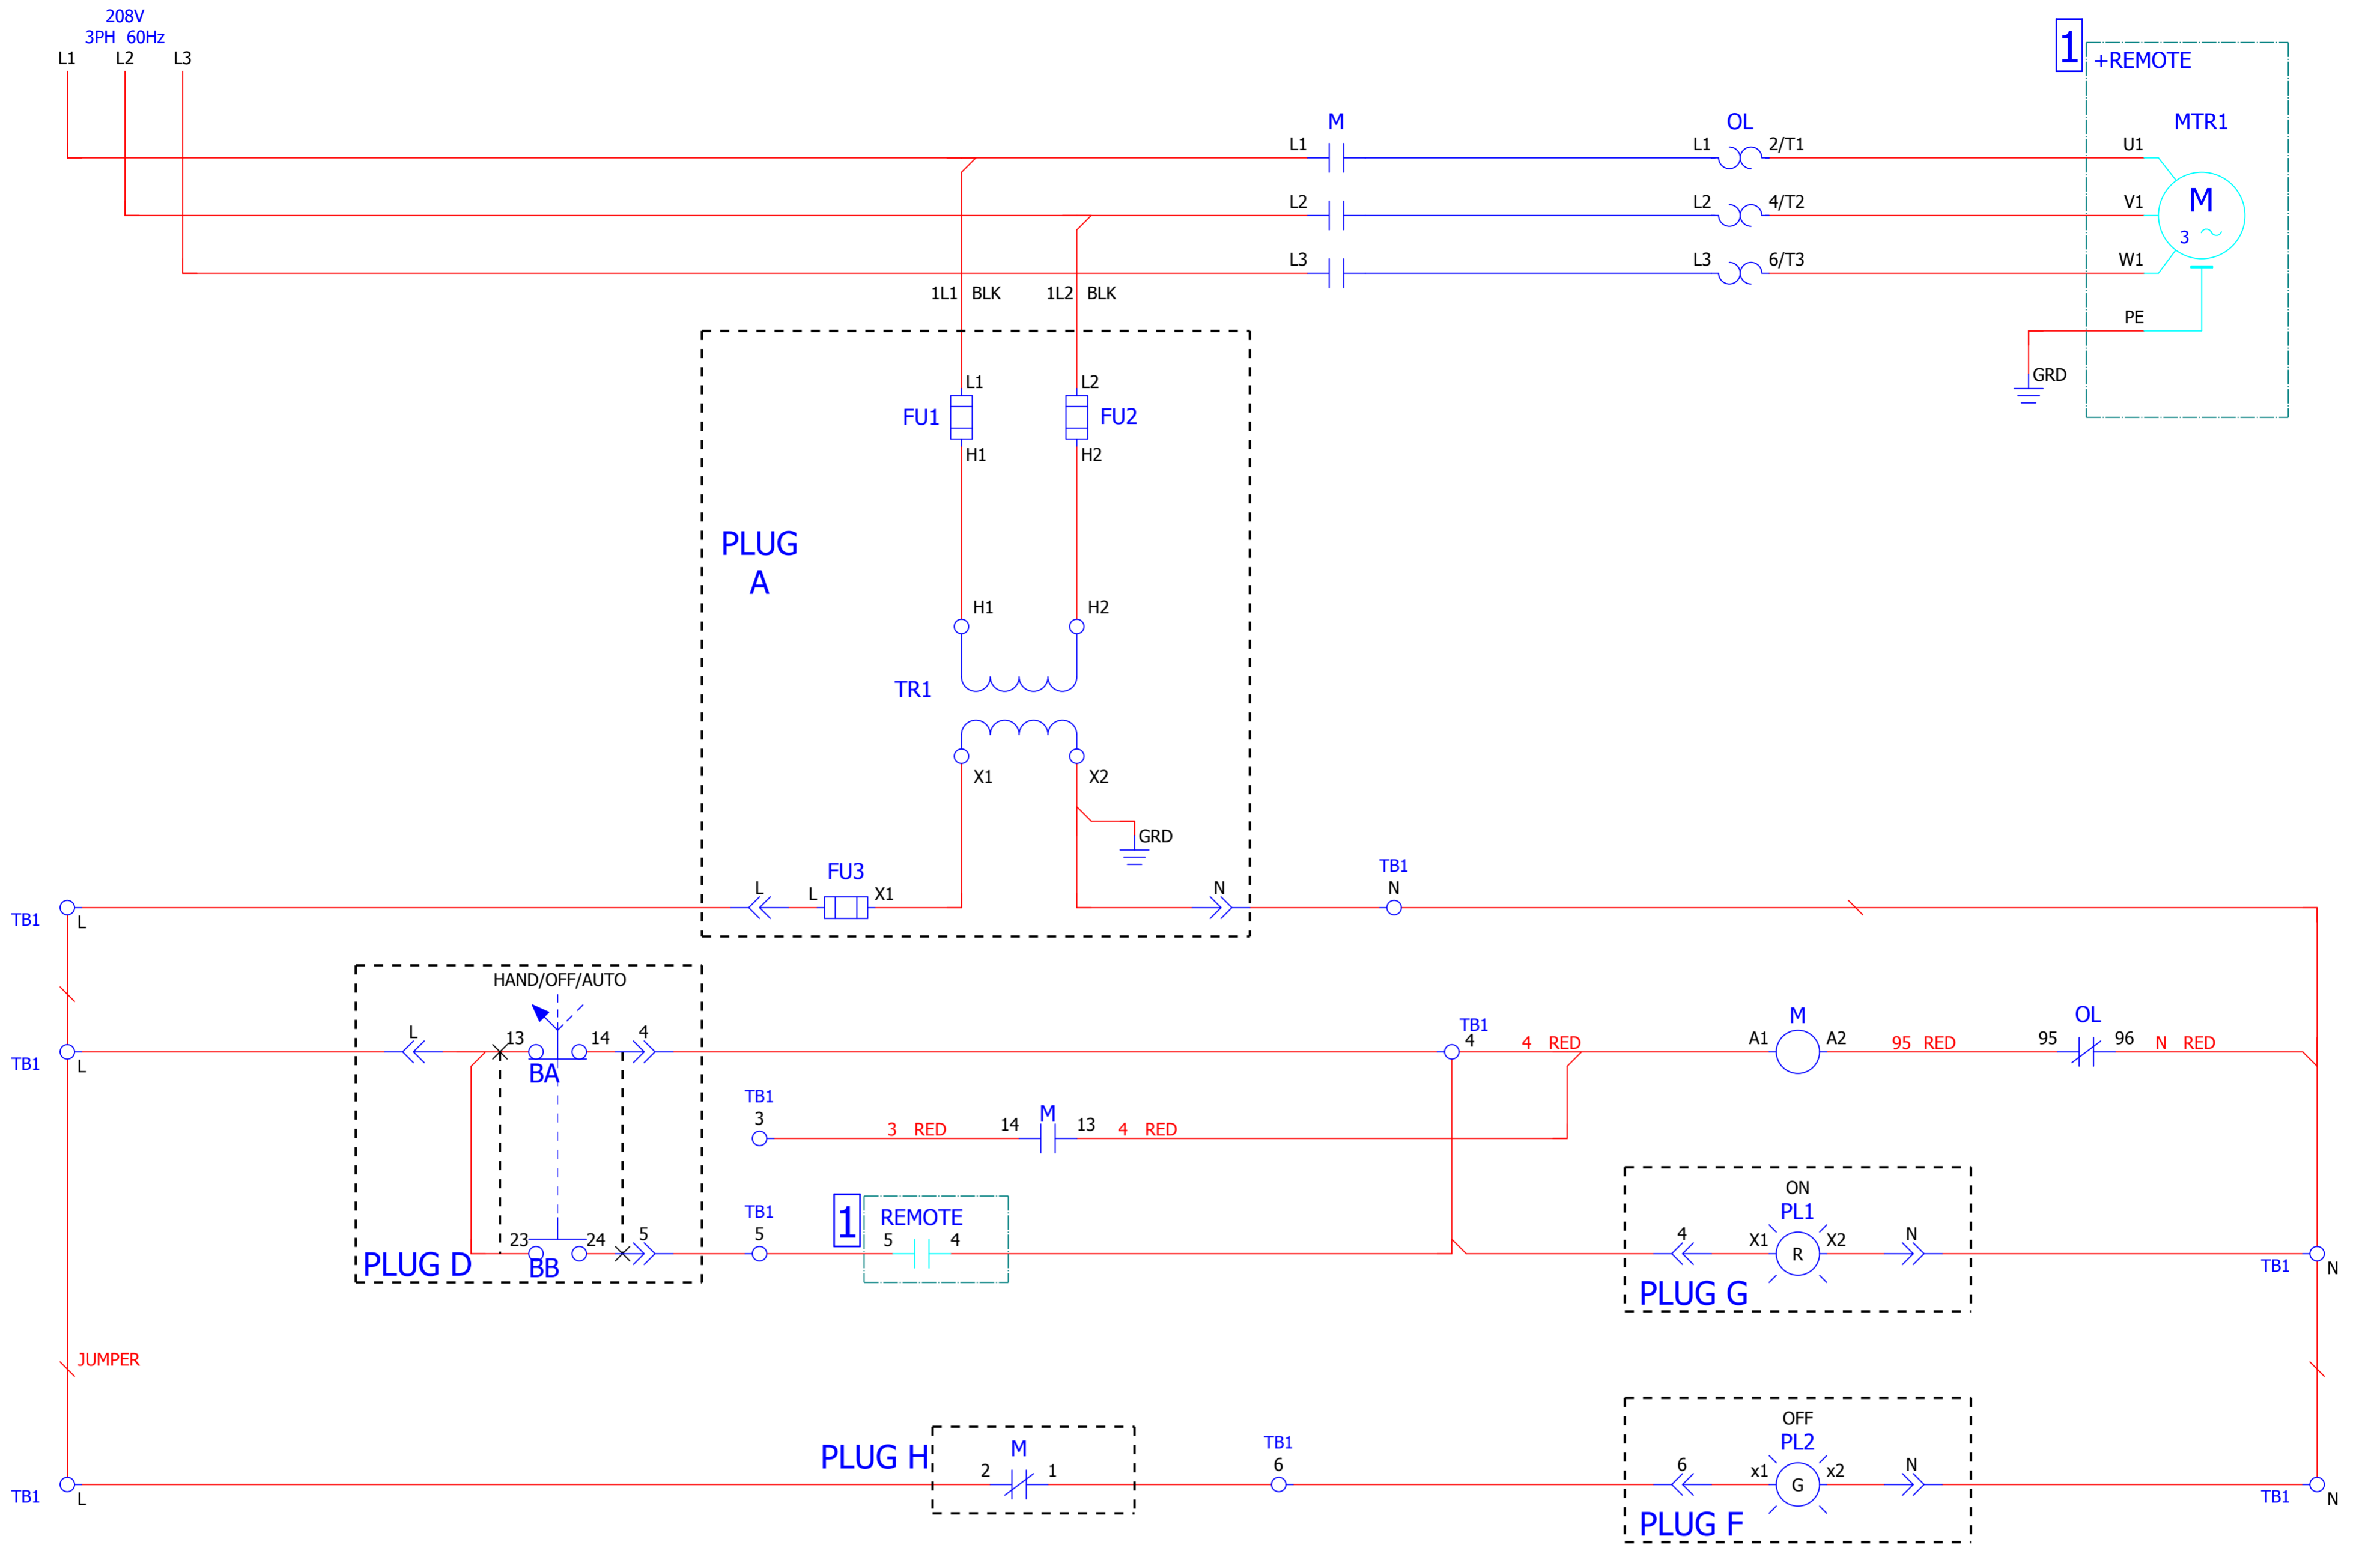 208V
3PH 60Hz
L1 L2 L3
1
+REMOTE
M
OL
MTR1
L1
L1
2/T1
U1
L2
L2
4/T2
V1
M
3
L3
L3
6/T3
W1
1L1 BLK
1L2 BLK
PE
GRD
L1
L2
FU1
FU2
H1
H2
PLUG
A
H1
H2
TR1
X1
X2
GRD
FU3
L
L
X1
N
TB1
N
TB1
L
HAND/OFF/AUTO
L
13
14
4
BA
TB1
L
TB1
4
4 RED
M
A1
A2
95 RED
OL
95
96
N RED
TB1
3
3 RED
14
M
13
4 RED
23
24
5
BB
PLUG D
TB1
5
1
REMOTE
5
4
ON
PL1
4
X1
R
X2
N
PLUG G
TB1
N
JUMPER
PLUG H
M
2
1
TB1
6
OFF
PL2
6
x1
G
x2
N
PLUG F
TB1
L
TB1
N